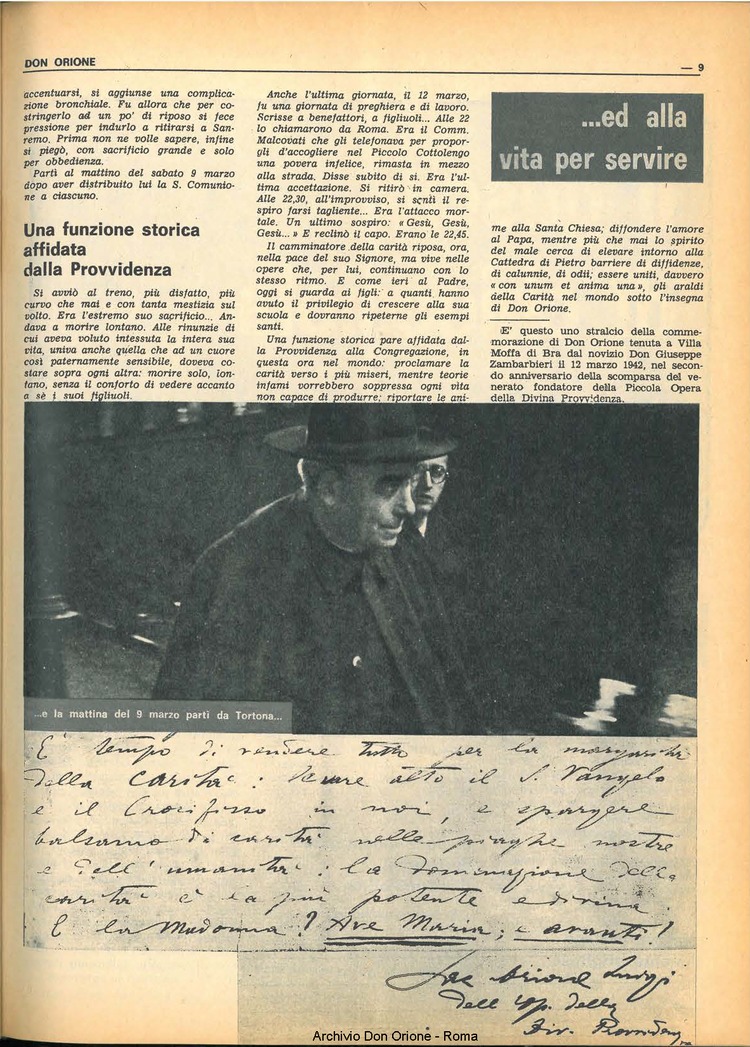 DON ORIONE
— 9
accentuarsi, si aggiunse una complica-
zione bronchiale. Fu allora che per co-
stringerlo ad un po' di riposo si fece
pressione per indurlo a ritirarsi a San-
remo. Prima non ne volle sapere, infine
si piegò, con sacrificio grande e solo
per obbedienza.
Partì al mattino del sabato 9 marzo
dopo aver distribuito lui la S. Comunio-
ne a ciascuno.
Una funzione storica
affidata
dalla Provvidenza
Si avviò al treno, più disfatto, più
curvo che mai e con tanta mestizia sul
volto. Era l'estremo suo sacrificio... An-
dava a morire lontano. Alle rinunzie di
cui aveva voluto intessuta la intera sua
vita, univa anche quella che ad un cuore
così paternamente sensibile, doveva co-
stare sopra ogni altra: morire solo, lon-
tano, senza il conforto di vedere accanto
a sè i suoi figliuoli.
Anche l'ultima giornata, il 12 marzo,
fu una giornata di preghiera e di lavoro.
Scrisse a benefattori, a figliuoli... Alle 22
lo chiamarono da Roma. Era il Comm.
Malcovati che gli telefonava per propor-
gli d'accogliere nel Piccolo Cottolengo
una povera infelice, rimasta in mezzo
alla strada. Disse subito di sì. Era l'ul-
tima accettazione. Si ritirò in camera.
Alle 22,30, all'improvviso, si sentì il re-
spiro farsi tagliente... Era l'attacco mor-
tale. Un ultimo sospiro: « Gesù, Gesù,
Gesù... » E reclinò il capo. Erano le 22,45.
Il camminatore della carità riposa, ora,
nella pace del suo Signore, ma vive nelle
opere che, per lui, continuano con lo
stesso ritmo. E come ieri al Padre,
oggi si guarda ai figli: a quanti hanno
avuto il privilegio di crescere alla sua
scuola e dovranno ripeterne gli esempi
santi.
Una funzione storica pare affidata dal-
la Provvidenza alla Congregazione, in
questa ora nel mondo: proclamare la
carità verso i più miseri, mentre teorie
infami vorrebbero soppressa ogni vita
non capace di produrre; riportare le ani-
...ed alla
vita per servire
me alla Santa Chiesa; diffondere l'amore
al Papa, mentre più che mai lo spirito
del male cerca di elevare intorno alla
Cattedra di Pietro barriere di diffidenze,
di calunnie, di odii; essere uniti, davvero
« con unum et anima una », gli araldi
della Carità nel mondo sotto l'insegna
di Don Orione.
E' questo uno stralcio della comme-
morazione di Don Orione tenuta a Villa
Moffa di Bra dal novizio Don Giuseppe
Zambarbieri il 12 marzo 1942, nel secon-
do anniversario della scomparsa del ve-
nerato fondatore della Piccola Opera
della Divina Provvidenza.
...e la mattina del 9 marzo partì da Tortona...
E' tempo di vendere tutto per la margarita
della carità: tenere alto il S. Vangelo
e il Crocifisso in noi, e spargere
balsamo di carità nelle piaghe nostre
e dell'umanità: la dominazione della
carità è la più potente e divina.
E la Madonna? Ave Maria; e avanti!
Sac Orione Luigi
dell' Op. della
Div. Provvidenza
Archivio Don Orione - Roma